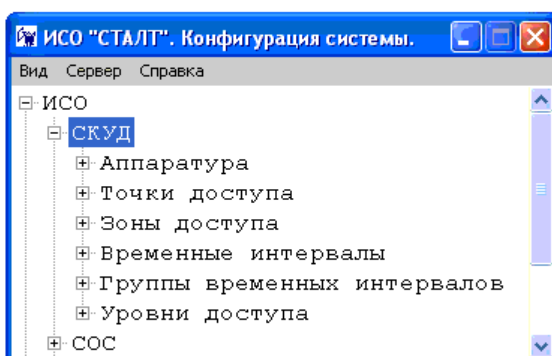 ИСО "СТАЛТ". Конфигурация системы.
Вид Сервер Справка
ИСО
СКУД
Аппаратура
Точки доступа
Зоны доступа
Временные интервалы
Группы временных интервалов
Уровни доступа
СОС